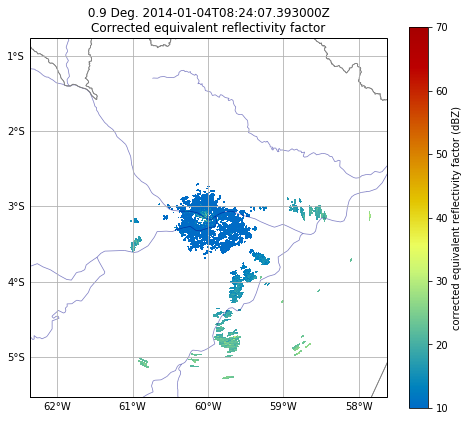 0.9 Deg. 2014-01-04T08:24:07.393000Z
Corrected equivalent reflectivity factor
1°S
2°S
3°S
4°S
5°S
62°W 61°W 60°W 59°W 58°W
70
60
50
40
30
20
10
corrected equivalent reflectivity factor (dBZ)